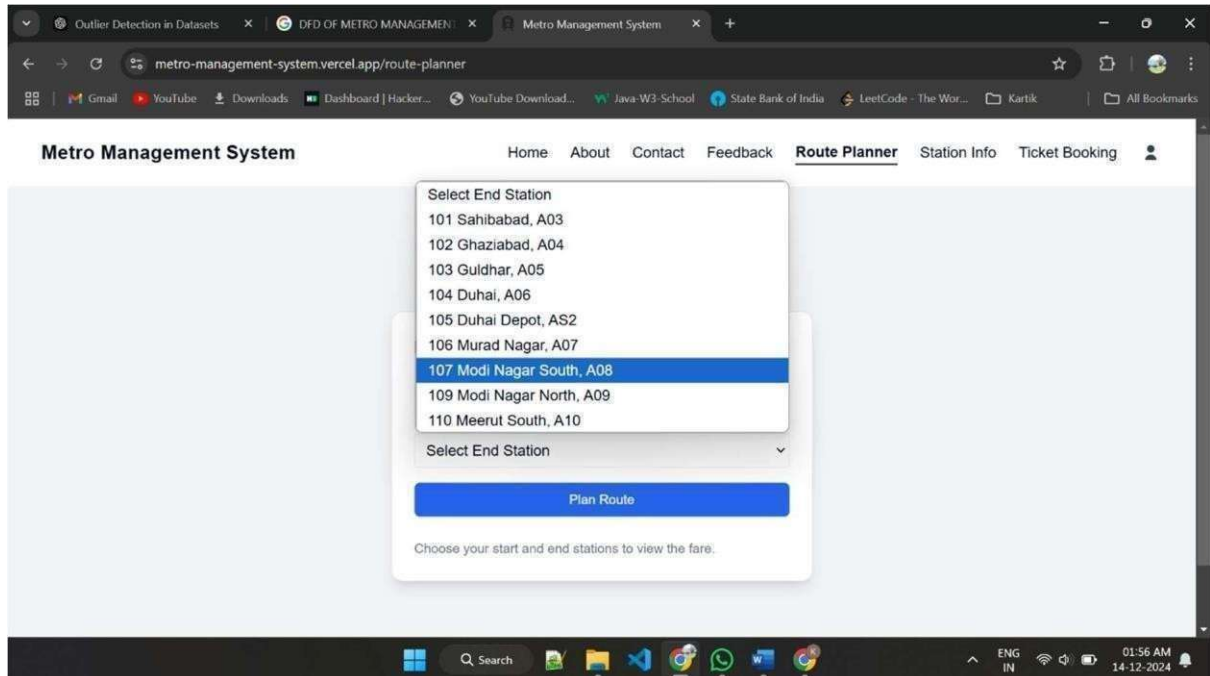 Outlier Detection in Datasets
DFD OF METRO MANAGEMENT
Metro Management System
metro-management-system.vercel.app/route-planner
Gmail YouTube Downloads Dashboard | Hacker... YouTube Download... Java-W3-School State Bank of India LeetCode - The Wor... Kartik All Bookmarks
Metro Management System Home About Contact Feedback Route Planner Station Info Ticket Booking
Select End Station
101 Sahibabad, A03
102 Ghaziabad, A04
103 Guldhar, A05
104 Duhai, A06
105 Duhai Depot, AS2
106 Murad Nagar, A07
107 Modi Nagar South, A08
109 Modi Nagar North, A09
110 Meerut South, A10
Select End Station
Plan Route
Choose your start and end stations to view the fare.
Search
ENG
IN
01:56 AM
14-12-2024